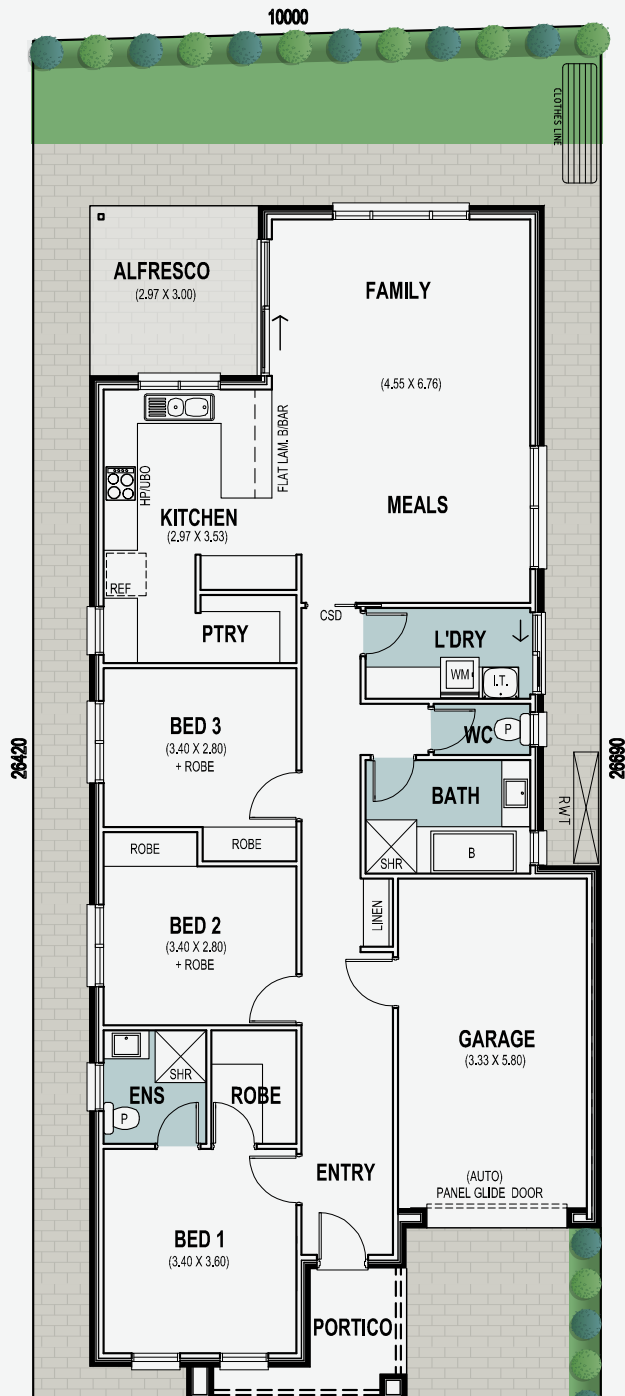 10000
CLOTHES LINE
ALFRESCO
(2.97 X 3.00)
FAMILY
(4.55 X 6.76)
FLAT LAM. B/BAR
HP/UBO
KITCHEN
(2.97 X 3.53)
MEALS
REF
PTRY
CSD
L'DRY
WM
I.T.
WC
P
BED 3
(3.40 X 2.80)
+ ROBE
26420
26690
BATH
RWT
SHR
B
ROBE
ROBE
LINEN
BED 2
(3.40 X 2.80)
+ ROBE
GARAGE
(3.33 X 5.80)
SHR
ENS
P
ROBE
ENTRY
(AUTO)
PANEL GLIDE DOOR
BED 1
(3.40 X 3.60)
PORTICO